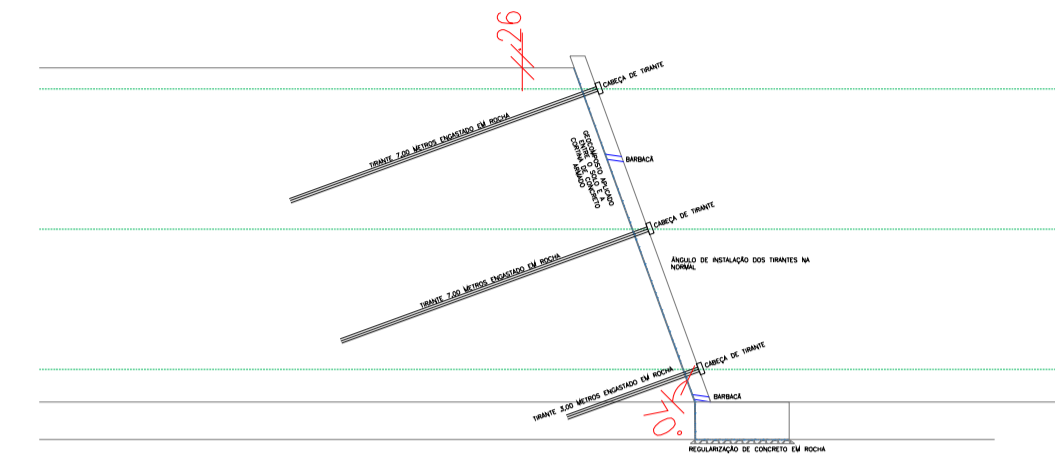 .26
CABEÇA DE TIRANTE
TIRANTE 7,00 METROS ENGASTADO EM ROCHA
GEOCOMPOSTO APLICADO
ENTRE O SOLO E A
CORTINA DE CONCRETO
ARMADO
BARBACÃ
CABEÇA DE TIRANTE
ÂNGULO DE INSTALAÇÃO DOS TIRANTES NA
NORMAL
TIRANTE 7,00 METROS ENGASTADO EM ROCHA
CABEÇA DE TIRANTE
TIRANTE 3,00 METROS ENGASTADO EM ROCHA
BARBACÃ
70°
REGULARIZAÇÃO DE CONCRETO EM ROCHA